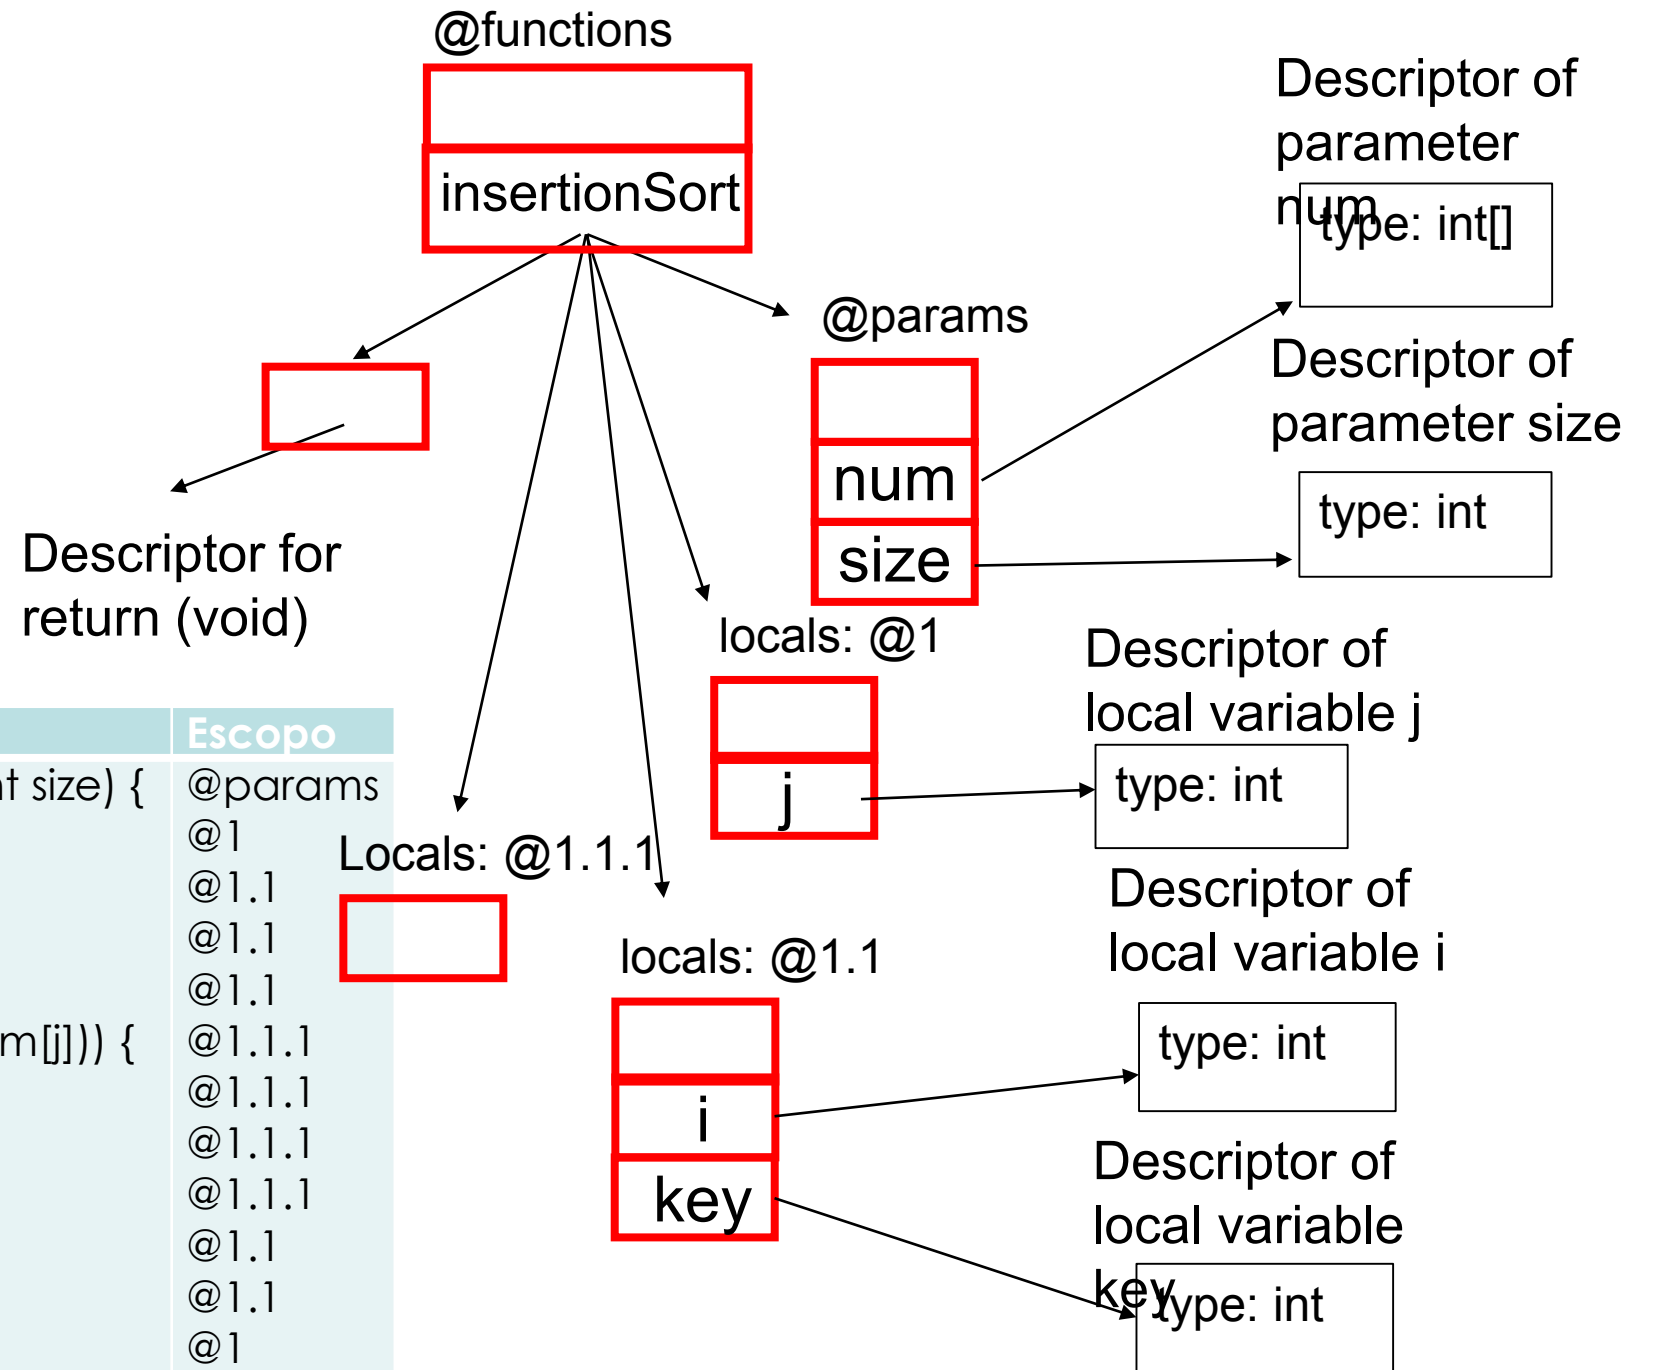 @functions
insertionSort
Descriptor of
parameter
num
type: int[]
@params
num
size
Descriptor of
parameter size
type: int
Descriptor for
return (void)
locals: @1
j
Descriptor of
local variable j
type: int
Locals: @1.1.1
locals: @1.1
i
key
Descriptor of
local variable i
type: int
Descriptor of
local variable
key
type: int
Escopo
nt size) { @params
@1
@1.1
@1.1
@1.1
m[j])) { @1.1.1
@1.1.1
@1.1.1
@1.1.1
@1.1
@1.1
@1